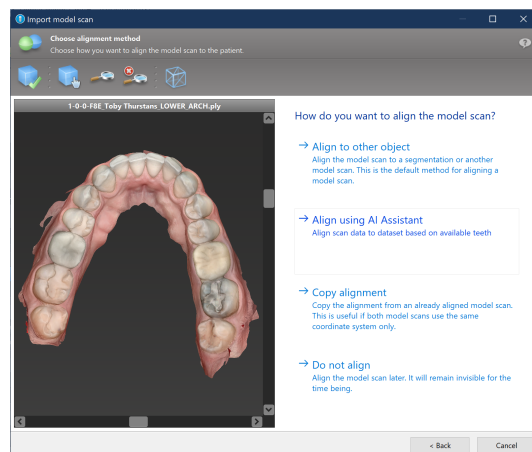 Import model scan
Choose alignment method
Choose how you want to align the model scan to the patient.
1-0-0-F8E_Toby Thurstans_LOWER_ARCH.ply
How do you want to align the model scan?
Align to other object
Align the model scan to a segmentation or another
model scan. This is the default method for aligning a
model scan.
Align using AI Assistant
Align scan data to dataset based on available teeth
Copy alignment
Copy the alignment from an already aligned model scan.
This is useful if both model scans use the same
coordinate system only.
Do not align
Align the model scan later. It will remain invisible for the
time being.
< Back
Cancel